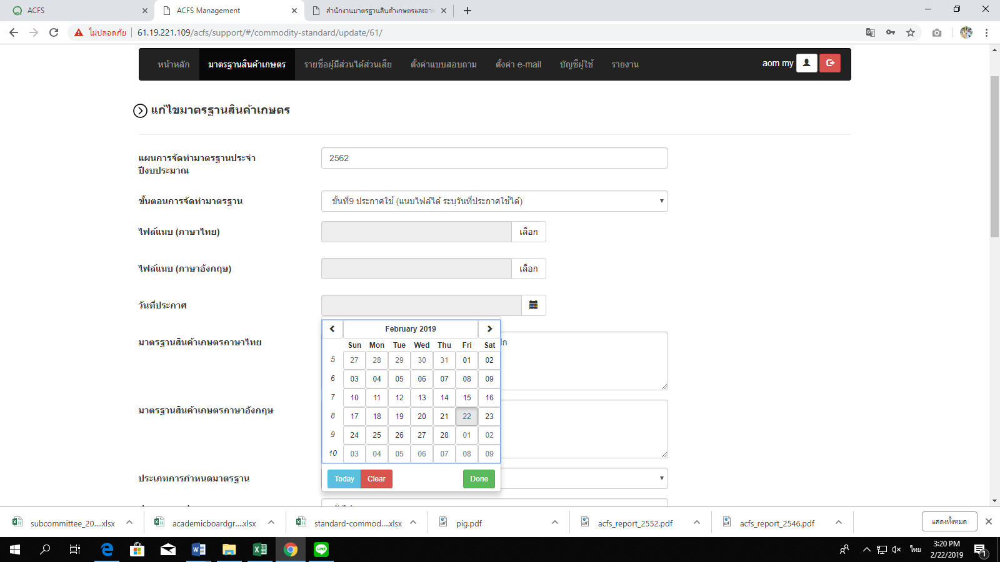 ACFS
ACFS Management
สำนักงานมาตรฐานสินค้าเกษตรและอาห
ไม่ปลอดภัย
61.19.221.109/acfs/support/#/commodity-standard/update/61/
หน้าหลัก
มาตรฐานสินค้าเกษตร
รายชื่อผู้มีส่วนได้ส่วนเสีย
ตั้งค่าแบบสอบถาม
ตั้งค่า e-mail
บัญชีผู้ใช้
รายงาน
aom my
แก้ไขมาตรฐานสินค้าเกษตร
แผนการจัดทำมาตรฐานประจำ
ปีงบประมาณ
2562
ขั้นตอนการจัดทำมาตรฐาน
ขั้นที่9 ประกาศใช้ (แนบไฟล์ได้ ระบุวันที่ประกาศใช้ได้)
ไฟล์แนบ (ภาษาไทย)
เลือก
ไฟล์แนบ (ภาษาอังกฤษ)
เลือก
วันที่ประกาศ
February 2019
Sun Mon Tue Wed Thu Fri Sat
5 27 28 29 30 31 01 02
6 03 04 05 06 07 08 09
7 10 11 12 13 14 15 16
8 17 18 19 20 21 22 23
9 24 25 26 27 28 01 02
10 03 04 05 06 07 08 09
Today Clear Done
มาตรฐานสินค้าเกษตรภาษาไทย
มาตรฐานสินค้าเกษตรภาษาอังกฤษ
ประเภทการกำหนดมาตรฐาน
subcommittee_20....xlsx
academicboardgr....xlsx
standard-commod....xlsx
pig.pdf
acfs_report_2552.pdf
acfs_report_2546.pdf
แสดงทั้งหมด
ไทย
3:20 PM
2/22/2019
1